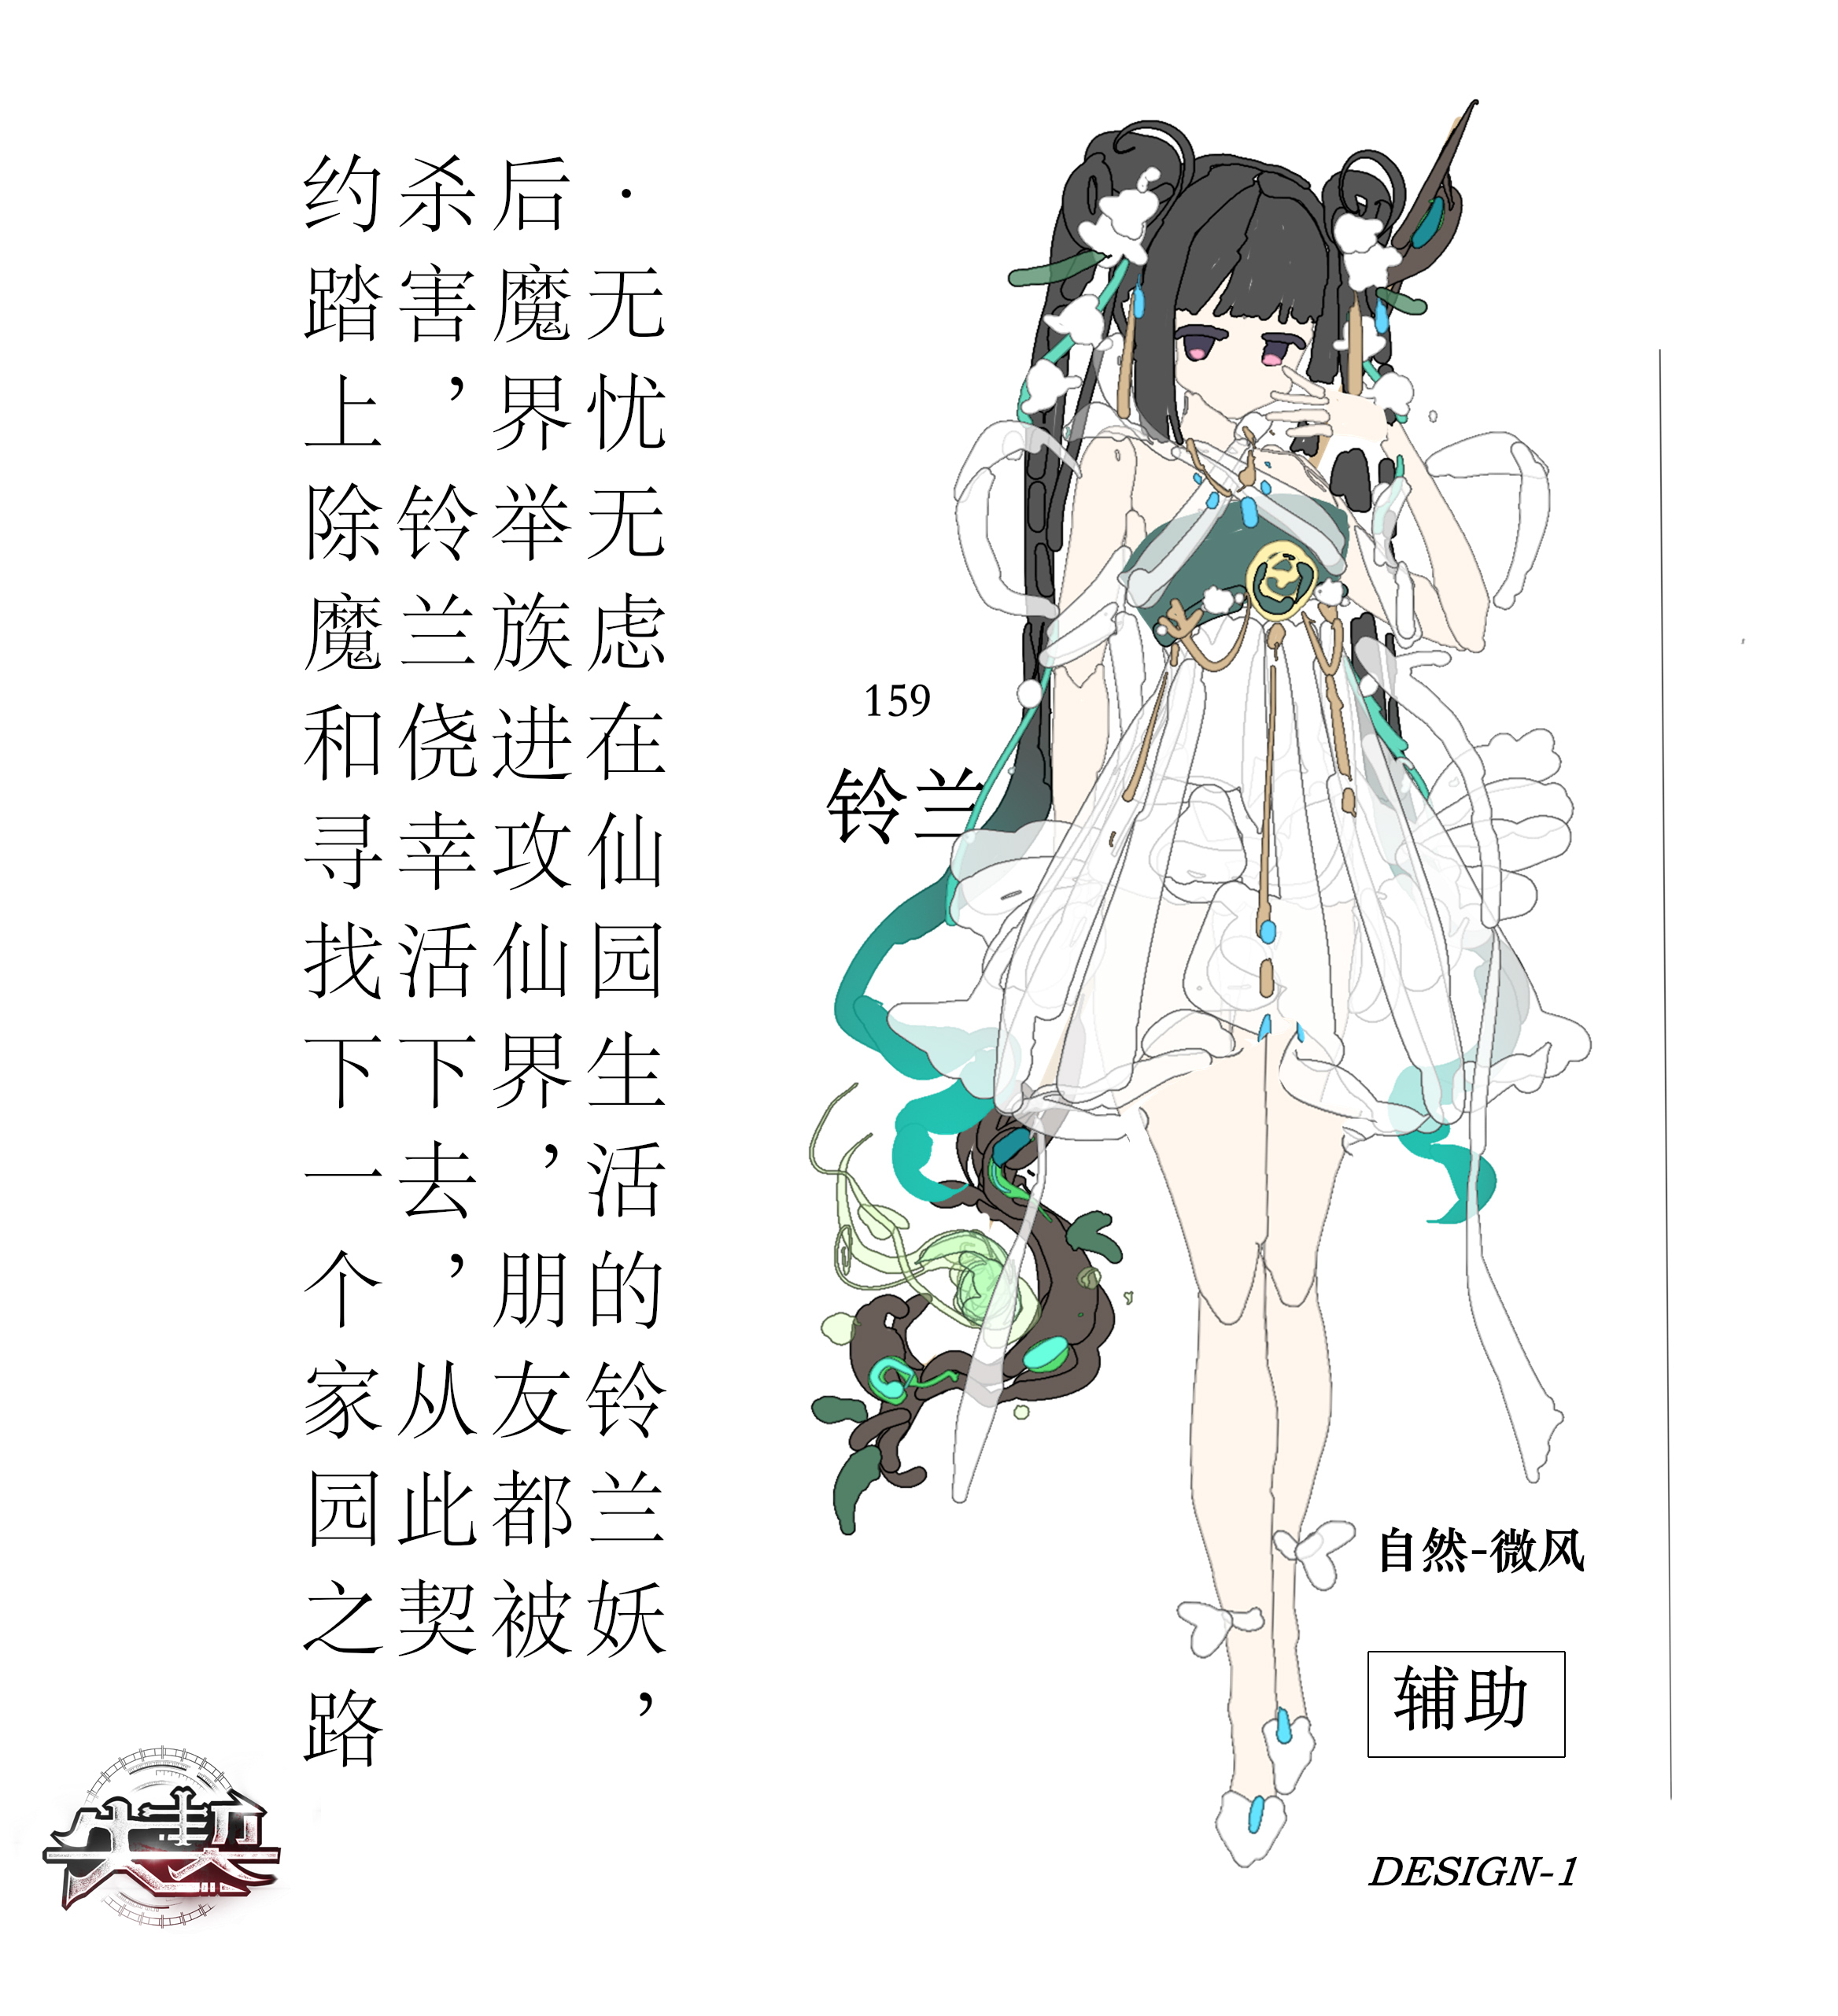 ·无忧无虑在仙园生活的铃兰妖，
后魔界举族进攻仙界，朋友都被
杀害，铃兰侥幸活下去，从此契
约踏上除魔和寻找下一个家园之路
159
铃兰
自然-微风
辅助
DESIGN-1
失契